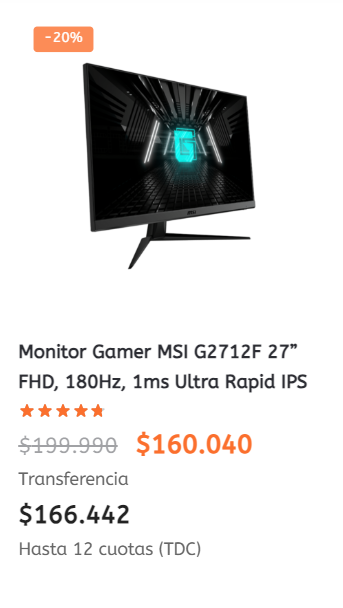 -20%
Monitor Gamer MSI G2712F 27”
FHD, 180Hz, 1ms Ultra Rapid IPS
$199.990 $160.040
Transferencia
$166.442
Hasta 12 cuotas (TDC)